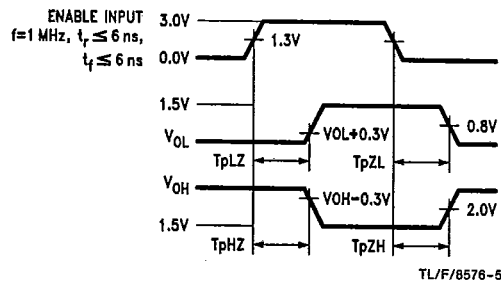 ENABLE INPUT
f=1 MHz, tr ≤ 6 ns,
tf ≤ 6 ns
3.0V
0.0V
1.3V
1.5V
VOL
VOL+0.3V
0.8V
TpLZ
TpZL
VOH
VOH−0.3V
2.0V
1.5V
TpHZ
TpZH
TL/F/8576-5